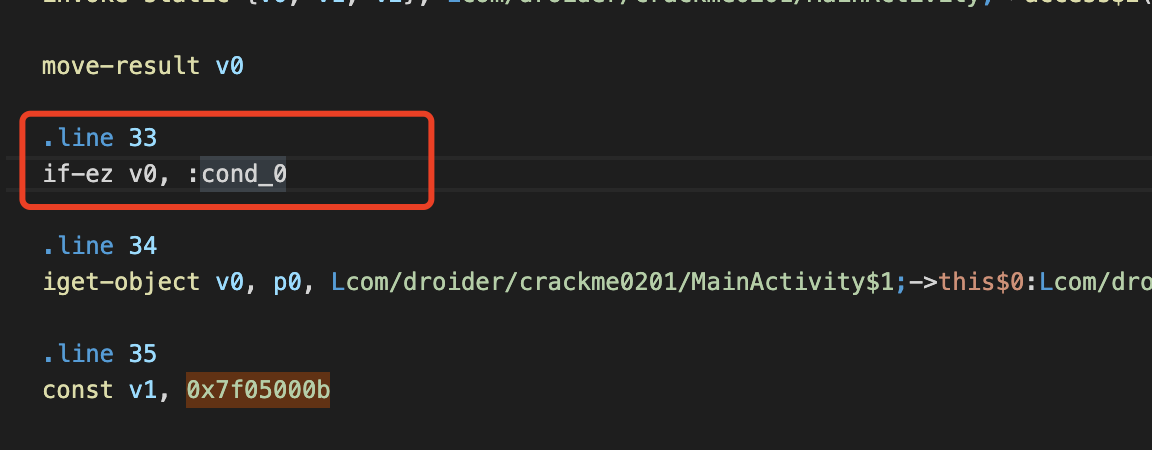 move-result v0
.line 33
if-ez v0, :cond_0
.line 34
iget-object v0, p0, Lcom/droider/crackme0201/MainActivity$1;->this$0:Lcom/dro
.line 35
const v1, 0x7f05000b